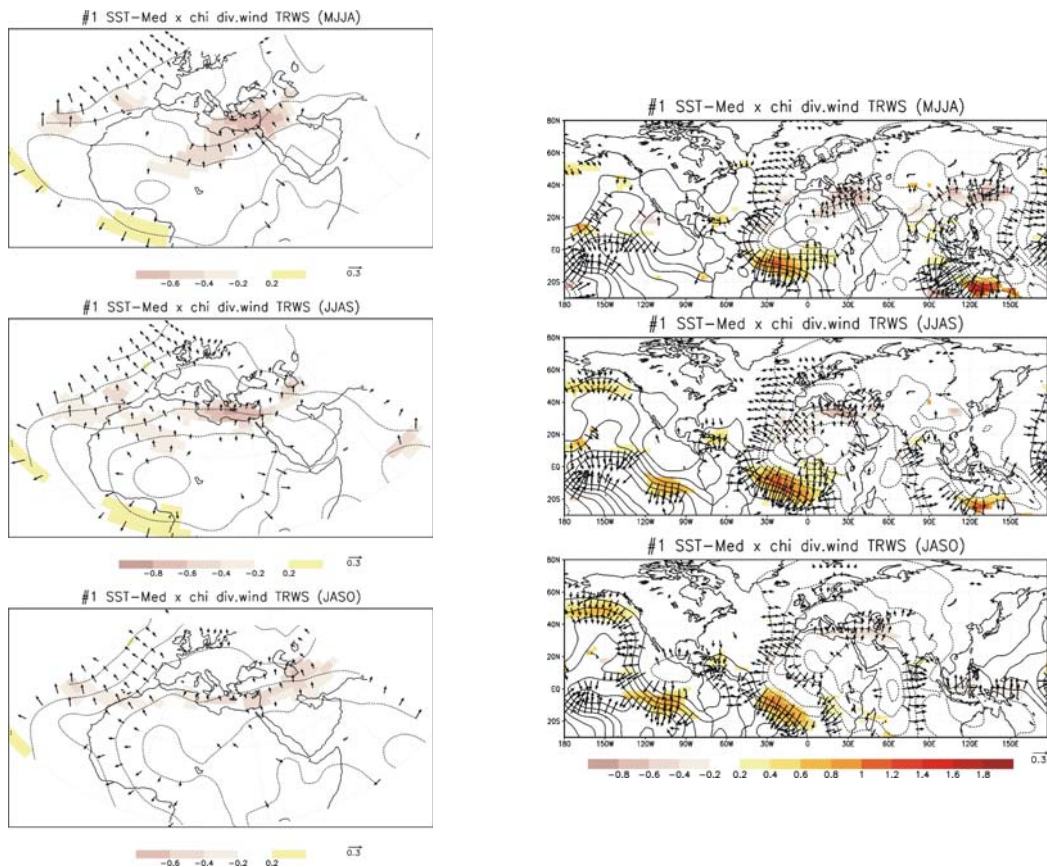 #1 SST-Med x chi div.wind TRWS (MJJA)
-0.6 -0.4 -0.2 0.2 0.3
#1 SST-Med x chi div.wind TRWS (JJAS)
-0.8 -0.6 -0.4 -0.2 0.2 0.3
#1 SST-Med x chi div.wind TRWS (JASO)
-0.6 -0.4 -0.2 0.2 0.3
#1 SST-Med x chi div.wind TRWS (MJJA)
80N
60N
40N
20N
EQ
20S
180 150W 120W 90W 60W 30W 0 30E 60E 90E 120E 150E
#1 SST-Med x chi div.wind TRWS (JJAS)
80N
60N
40N
20N
EQ
20S
180 150W 120W 90W 60W 30W 0 30E 60E 90E 120E 150E
#1 SST-Med x chi div.wind TRWS (JASO)
80N
60N
40N
20N
EQ
20S
180 150W 120W 90W 60W 30W 0 30E 60E 90E 120E 150E
-0.8 -0.6 -0.4 -0.2 0.2 0.4 0.6 0.8 1 1.2 1.4 1.6 1.8 0.3